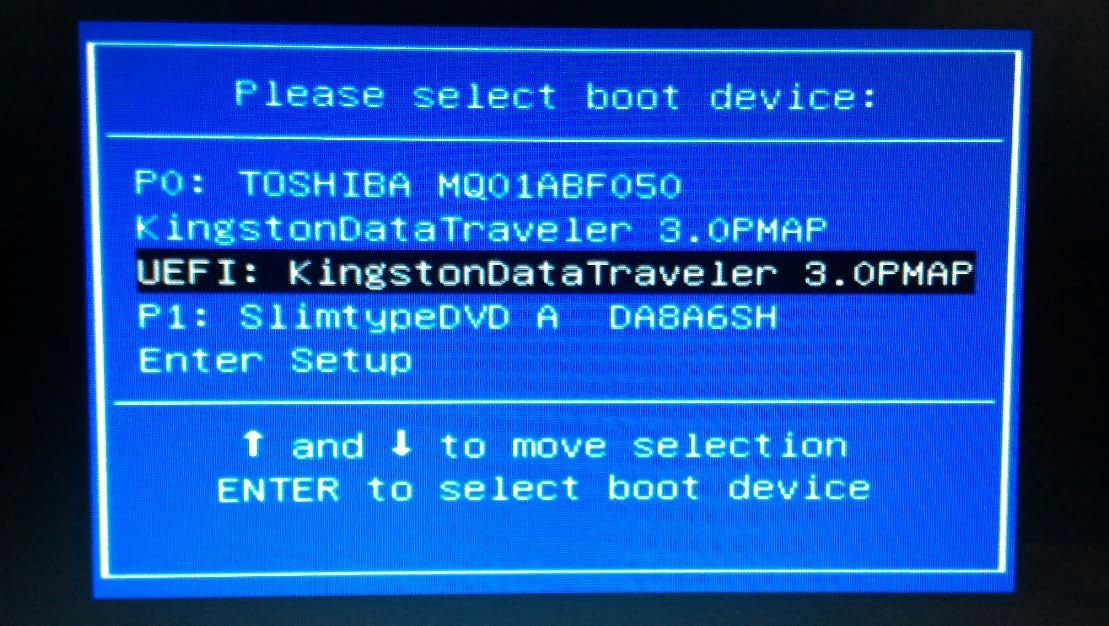 Please select boot device:
P0: TOSHIBA MQ01ABF050
KingstonDataTraveler 3.0PMAP
UEFI: KingstonDataTraveler 3.0PMAP
P1: SlimtypeDVD A  DA8A6SH
Enter Setup
↑ and ↓ to move selection
ENTER to select boot device